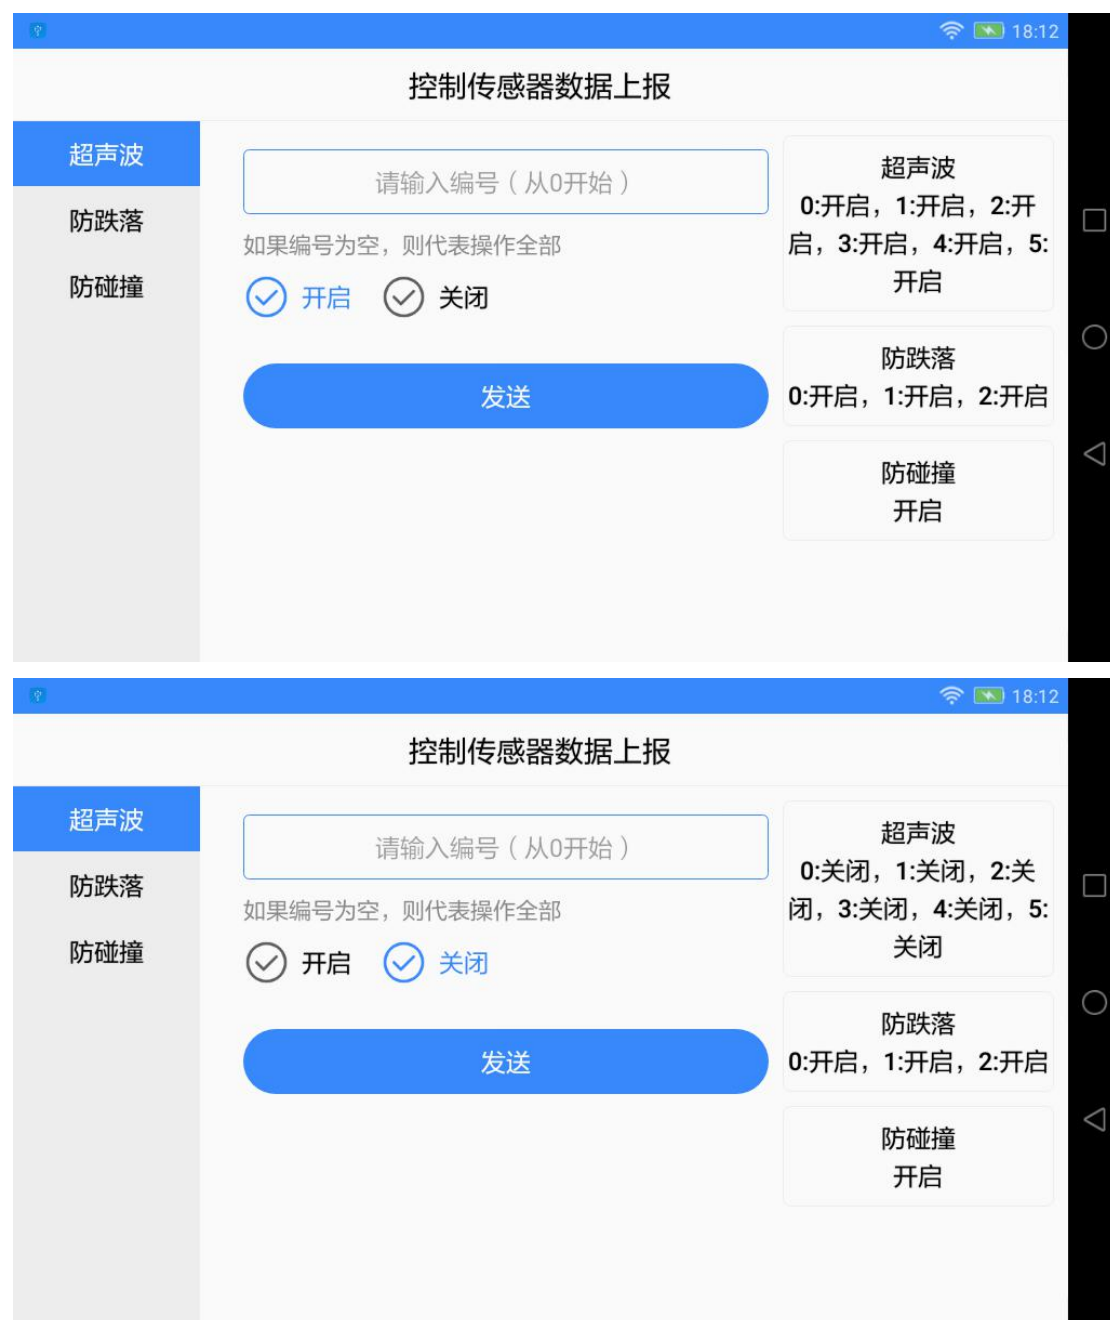 18:12
控制传感器数据上报
超声波
防跌落
防碰撞
请输入编号（从0开始）
如果编号为空，则代表操作全部
开启 关闭
发送
超声波
0:开启，1:开启，2:开
启，3:开启，4:开启，5:
开启
防跌落
0:开启，1:开启，2:开启
防碰撞
开启
18:12
控制传感器数据上报
超声波
防跌落
防碰撞
请输入编号（从0开始）
如果编号为空，则代表操作全部
开启 关闭
发送
超声波
0:关闭，1:关闭，2:关
闭，3:关闭，4:关闭，5:
关闭
防跌落
0:开启，1:开启，2:开启
防碰撞
开启